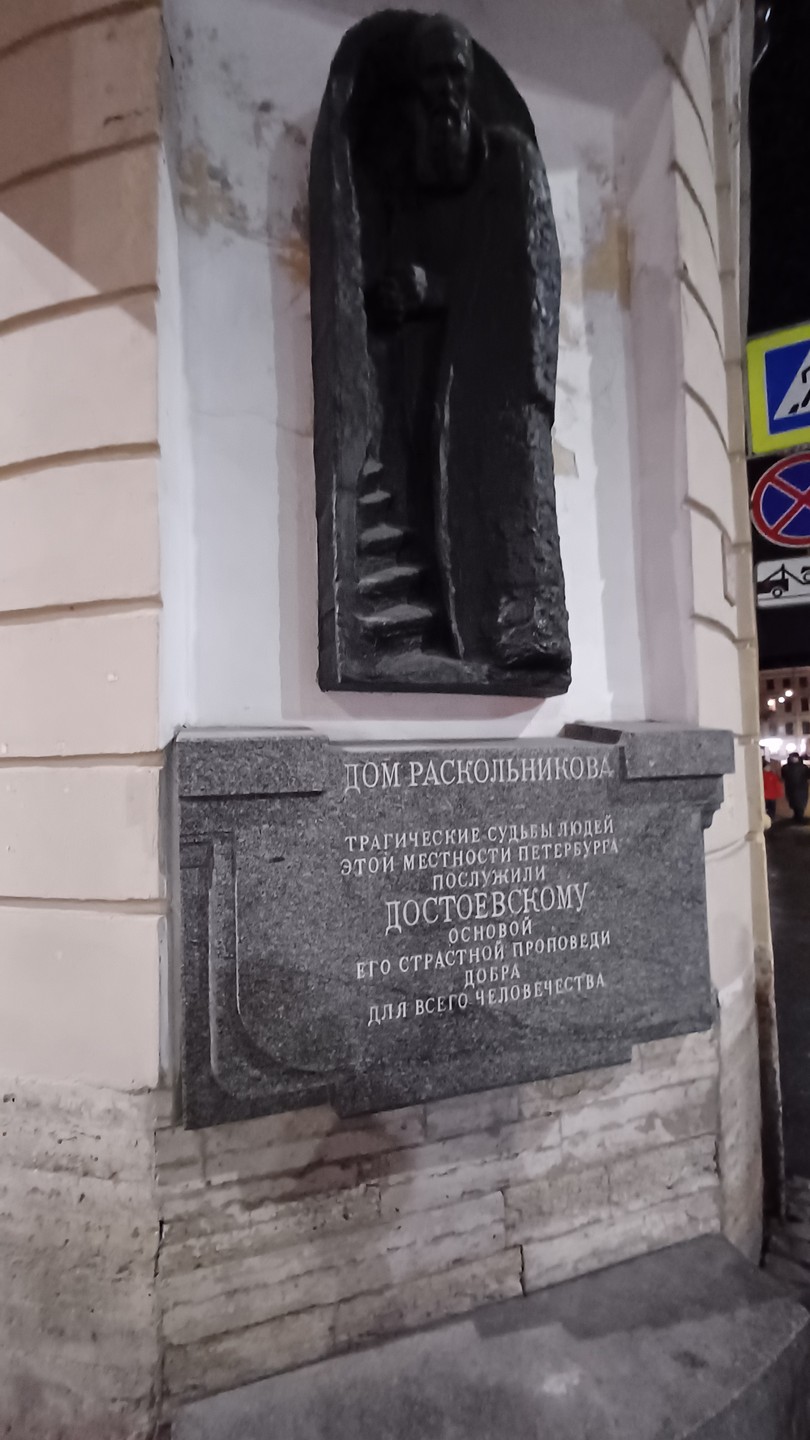 ДОМ РАСКОЛЬНИКОВА
ТРАГИЧЕСКИЕ СУДЬБЫ ЛЮДЕЙ
ЭТОЙ МЕСТНОСТИ ПЕТЕРБУРГА
ПОСЛУЖИЛИ
ДОСТОЕВСКОМУ
ОСНОВОЙ
ЕГО СТРАСТНОЙ ПРОПОВЕДИ
ДОБРА
ДЛЯ ВСЕГО ЧЕЛОВЕЧЕСТВА